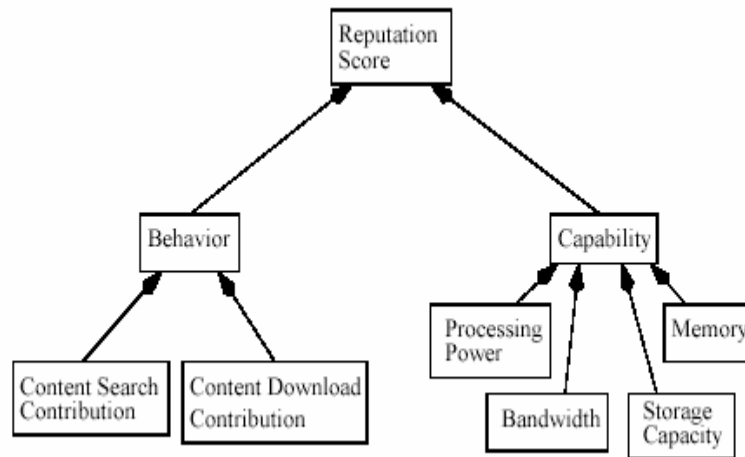 Reputation
Score
Behavior
Capability
Processing
Power
Memory
Content Search
Contribution
Content Download
Contribution
Bandwidth
Storage
Capacity